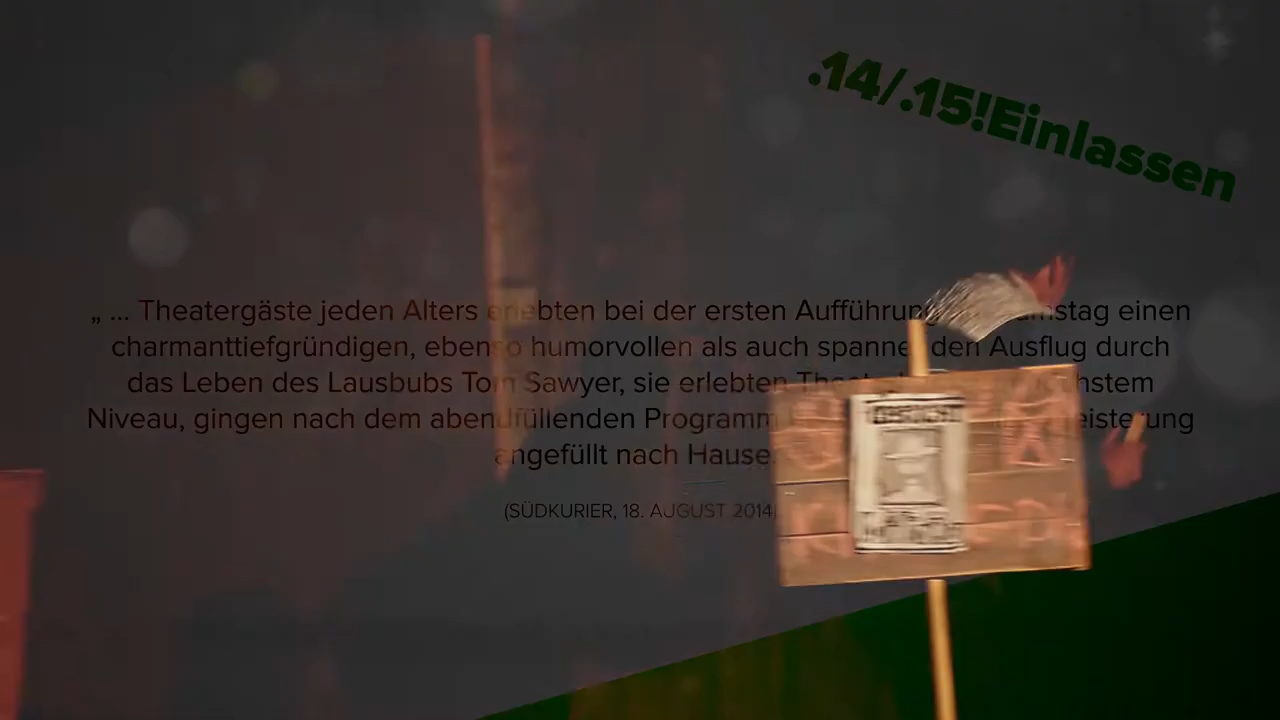 .14/.15!Einlassen
„ ... Theatergäste jeden Alters erlebten bei der ersten Aufführung einen
charmanttiefgründigen, ebenso humorvollen als auch spannenden Ausflug durch
das Leben des Lausbubs Tom Sawyer, sie erlebten
Niveau, gingen nach dem abendfüllenden Programm
angefüllt nach Hause.
(SÜDKURIER, 18. AUGUST 2014)
GESUCHT